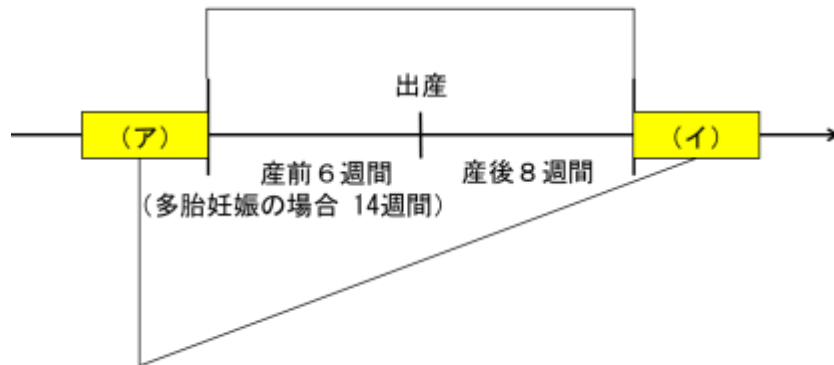 出産
（ア）
（イ）
産前６週間
産後８週間
（多胎妊娠の場合 14週間）